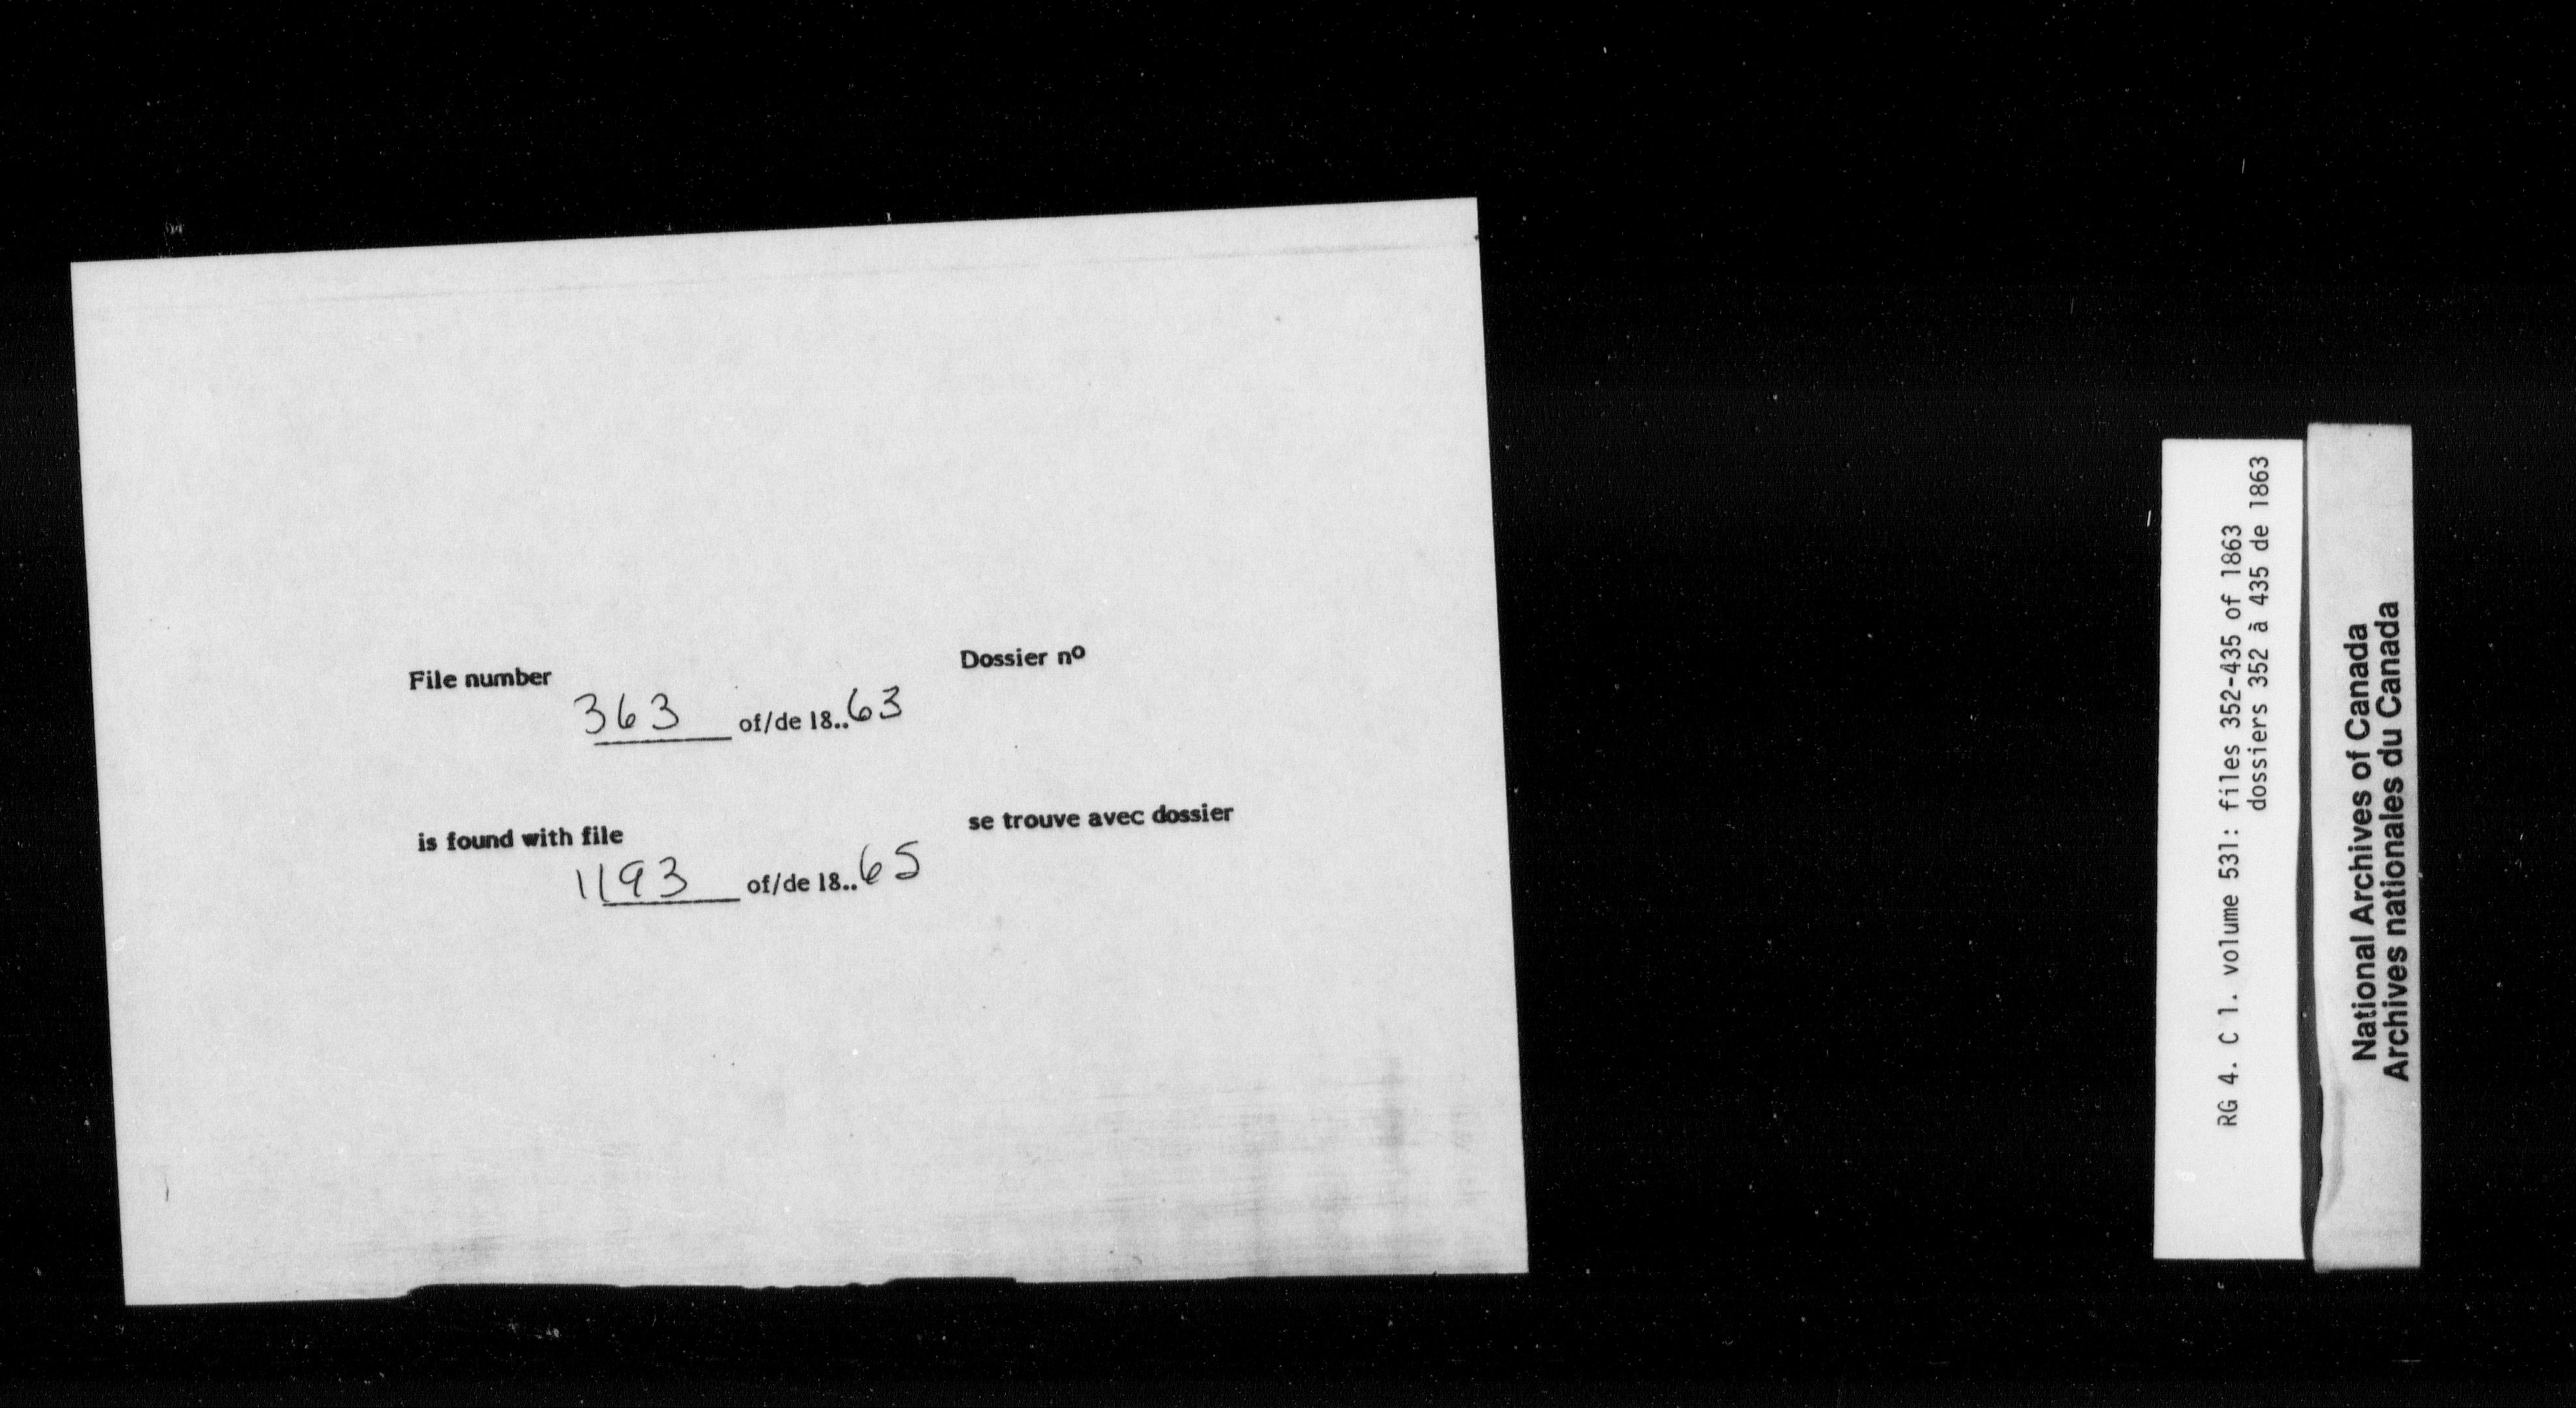 File number
Dossier nº
363 of/de 18..63
is found with file
se trouve avec dossier
1193 of/de 18..65
RG 4. C 1. volume 531: files 352-435 of 1863
dossiers 352 à 435 de 1863
National Archives of Canada
Archives nationales du Canada